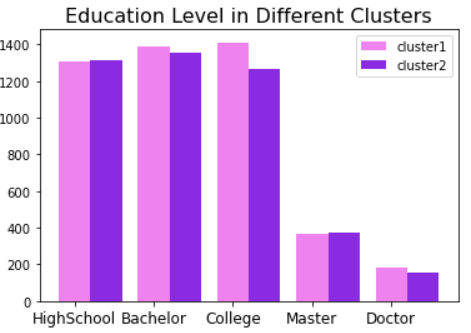 Education Level in Different Clusters
1400
1200
1000
800
600
400
200
0
cluster1
cluster2
HighSchool Bachelor College Master Doctor